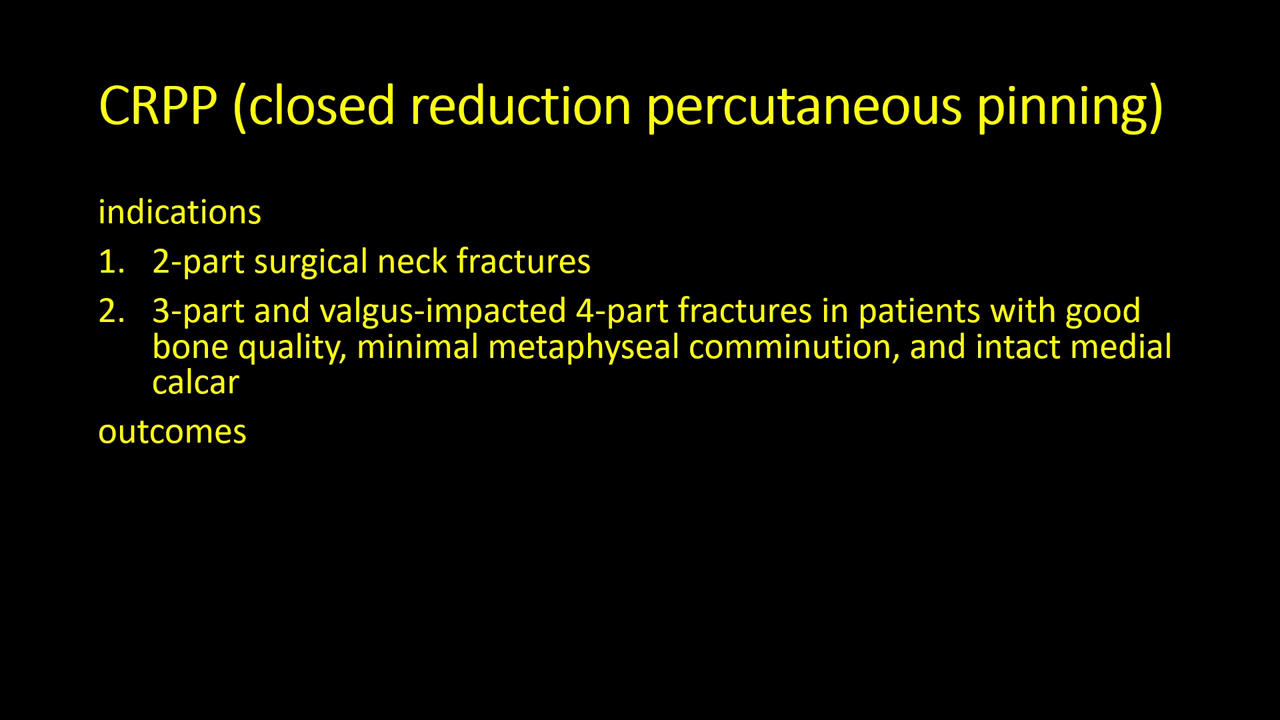 CRPP (closed reduction percutaneous pinning)
indications
1. 2-part surgical neck fractures
2. 3-part and valgus-impacted 4-part fractures in patients with good
bone quality, minimal metaphyseal comminution, and intact medial
calcar
outcomes